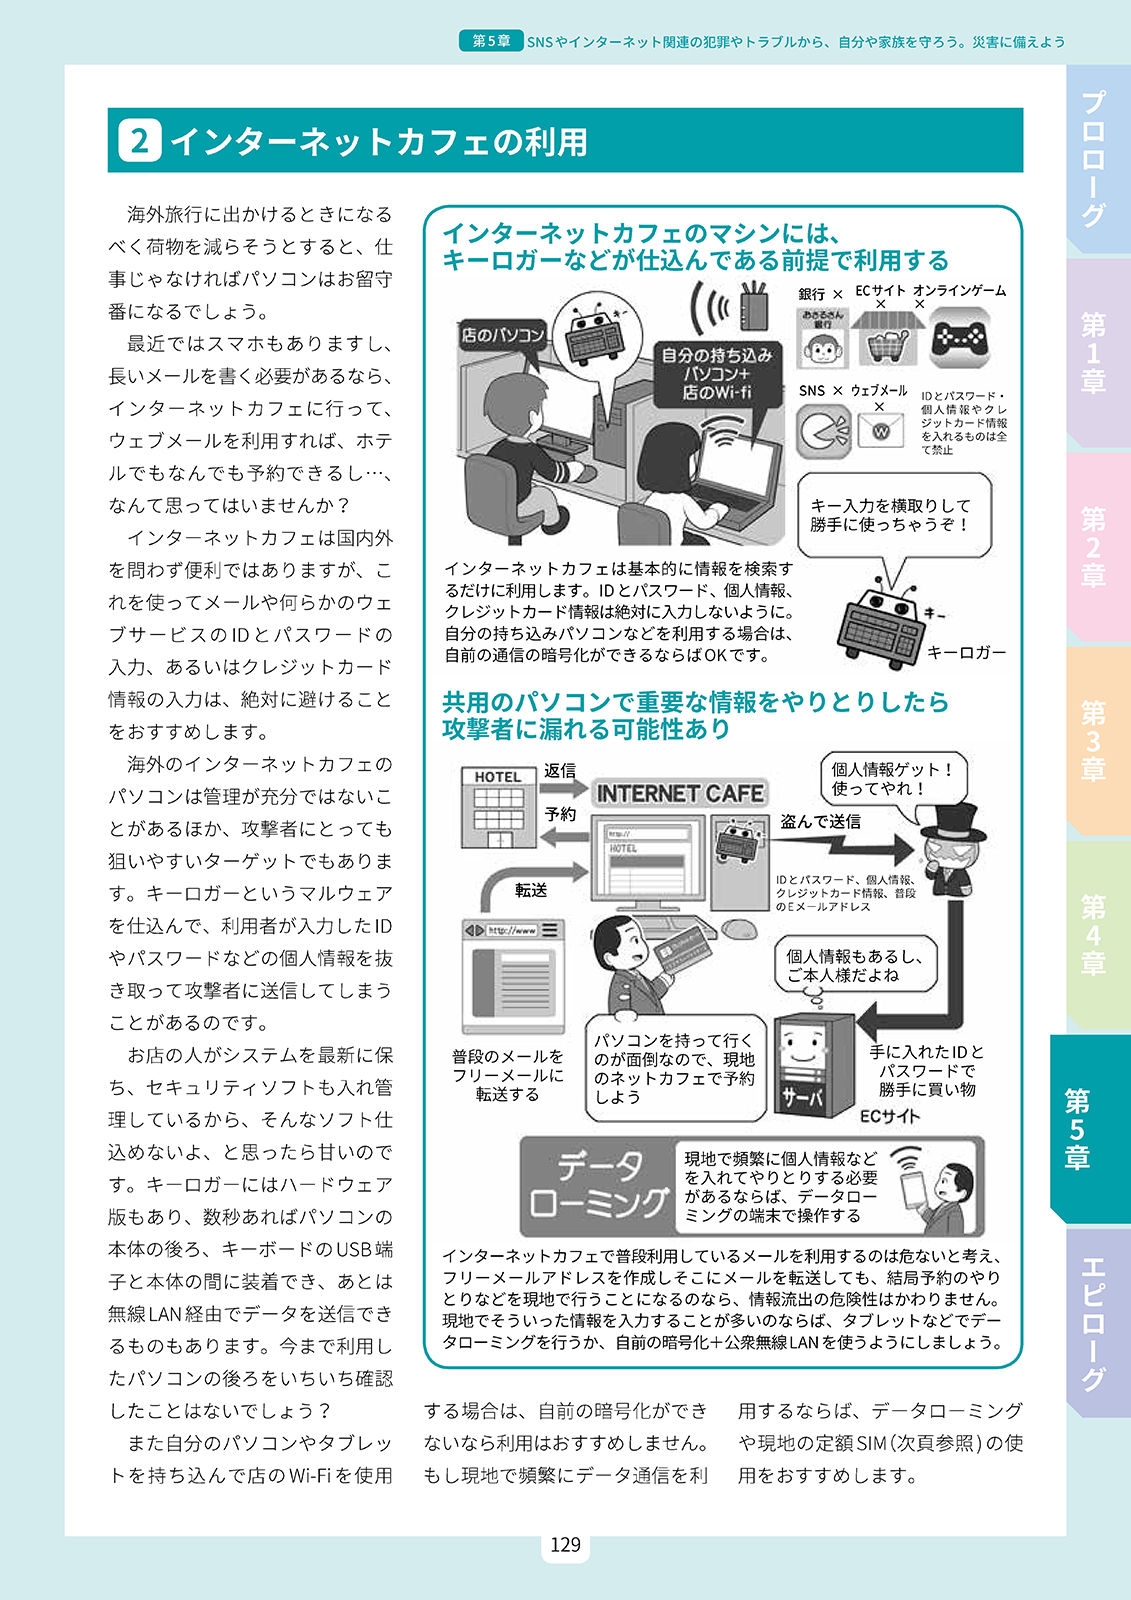 第5章 SNSやインターネット関連の犯罪やトラブルから、自分や家族を守ろう。災害に備えよう
2 インターネットカフェの利用
海外旅行に出かけるときになる
べく荷物を減らそうとすると、仕
事じゃなければパソコンはお留守
番になるでしょう。
最近ではスマホもありますし、
長いメールを書く必要があるなら、
インターネットカフェに行って、
ウェブメールを利用すれば、ホテ
ルでもなんでも予約できるし…、
なんて思ってはいませんか？
インターネットカフェは国内外
を問わず便利ではありますが、こ
れを使ってメールや何らかのウェ
ブサービスのIDとパスワードの
入力、あるいはクレジットカード
情報の入力は、絶対に避けること
をおすすめします。
海外のインターネットカフェの
パソコンは管理が充分ではないこ
とがあるほか、攻撃者にとっても
狙いやすいターゲットでもありま
す。キーロガーというマルウェア
を仕込んで、利用者が入力したID
やパスワードなどの個人情報を抜
き取って攻撃者に送信してしまう
ことがあるのです。
お店の人がシステムを最新に保
ち、セキュリティソフトも入れ管
理しているから、そんなソフト仕
込めないよ、と思ったら甘いので
す。キーロガーにはハードウェア
版もあり、数秒あればパソコンの
本体の後ろ、キーボードのUSB端
子と本体の間に装着でき、あとは
無線LAN経由でデータを送信でき
るものもあります。今まで利用し
たパソコンの後ろをいちいち確認
したことはないでしょう？
また自分のパソコンやタブレッ
トを持ち込んで店のWi-Fiを使用
する場合は、自前の暗号化ができ
ないなら利用はおすすめしません。
もし現地で頻繁にデータ通信を利
用するならば、データローミング
や現地の定額SIM(次頁参照)の使
用をおすすめします。
インターネットカフェのマシンには、
キーロガーなどが仕込んである前提で利用する
店のパソコン
キー
自分の持ち込み
パソコン＋
店のWi-fi
銀行 × ECサイト オンラインゲーム
× ×
おさるさん
銀行
SNS × ウェブメール
×
W
IDとパスワード・
個人情報やクレ
ジットカード情報
を入れるものは全
て禁止
キー入力を横取りして
勝手に使っちゃうぞ！
キー
キーロガー
インターネットカフェは基本的に情報を検索す
るだけに利用します。IDとパスワード、個人情報、
クレジットカード情報は絶対に入力しないように。
自分の持ち込みパソコンなどを利用する場合は、
自前の通信の暗号化ができるならばOKです。
共用のパソコンで重要な情報をやりとりしたら
攻撃者に漏れる可能性あり
HOTEL
返信
予約
INTERNET CAFE
http://
HOTEL
個人情報ゲット！
使ってやれ！
盗んで送信
IDとパスワード、個人情報、
クレジットカード情報、普段
のEメールアドレス
転送
http://www
普段のメールを
フリーメールに
転送する
パソコンを持って行く
のが面倒なので、現地
のネットカフェで予約
しよう
個人情報もあるし、
ご本人様だよね
サーバ
ECサイト
手に入れたIDと
パスワードで
勝手に買い物
データ
ローミング
現地で頻繁に個人情報など
を入れてやりとりする必要
があるならば、データロー
ミングの端末で操作する
インターネットカフェで普段利用しているメールを利用するのは危ないと考え、
フリーメールアドレスを作成しそこにメールを転送しても、結局予約のやり
とりなどを現地で行うことになるのなら、情報流出の危険性はかわりません。
現地でそういった情報を入力することが多いのならば、タブレットなどでデー
タローミングを行うか、自前の暗号化＋公衆無線LANを使うようにしましょう。
プロローグ
第1章
第2章
第3章
第4章
第5章
エピローグ
129